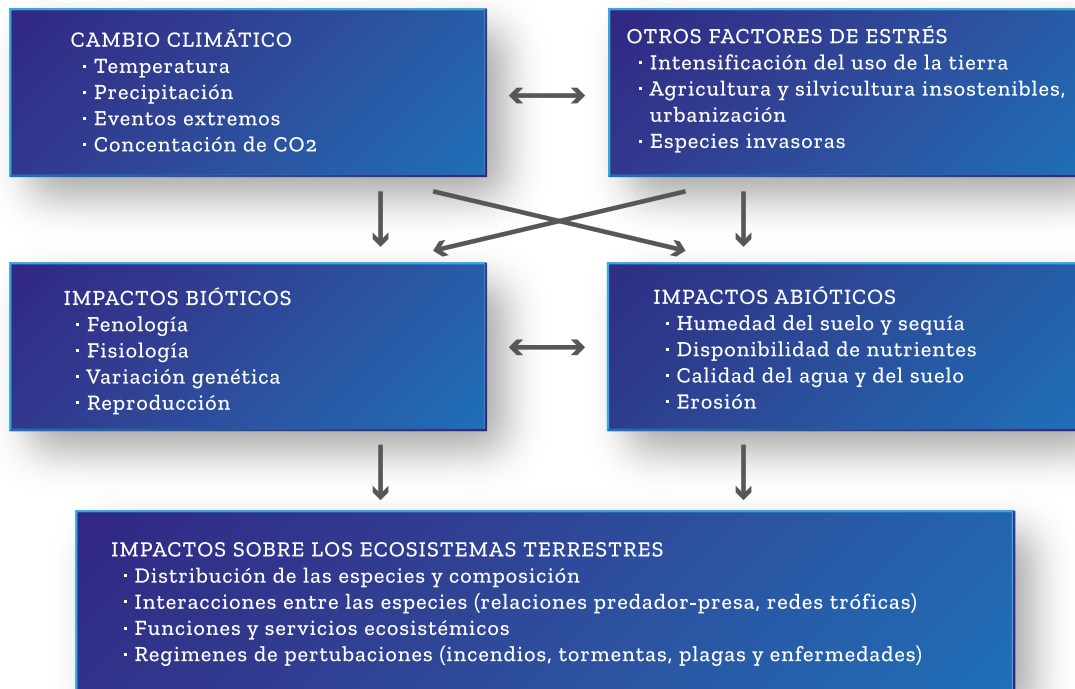 CAMBIO CLIMÁTICO
· Temperatura
· Precipitación
· Eventos extremos
· Concentación de CO2
OTROS FACTORES DE ESTRÉS
· Intensificación del uso de la tierra
· Agricultura y silvicultura insostenibles,
urbanización
· Especies invasoras
IMPACTOS BIÓTICOS
· Fenología
· Fisiología
· Variación genética
· Reproducción
IMPACTOS ABIÓTICOS
· Humedad del suelo y sequía
· Disponibilidad de nutrientes
· Calidad del agua y del suelo
· Erosión
IMPACTOS SOBRE LOS ECOSISTEMAS TERRESTRES
· Distribución de las especies y composición
· Interacciones entre las especies (relaciones predador-presa, redes tróficas)
· Funciones y servicios ecosistémicos
· Regimenes de pertubaciones (incendios, tormentas, plagas y enfermedades)